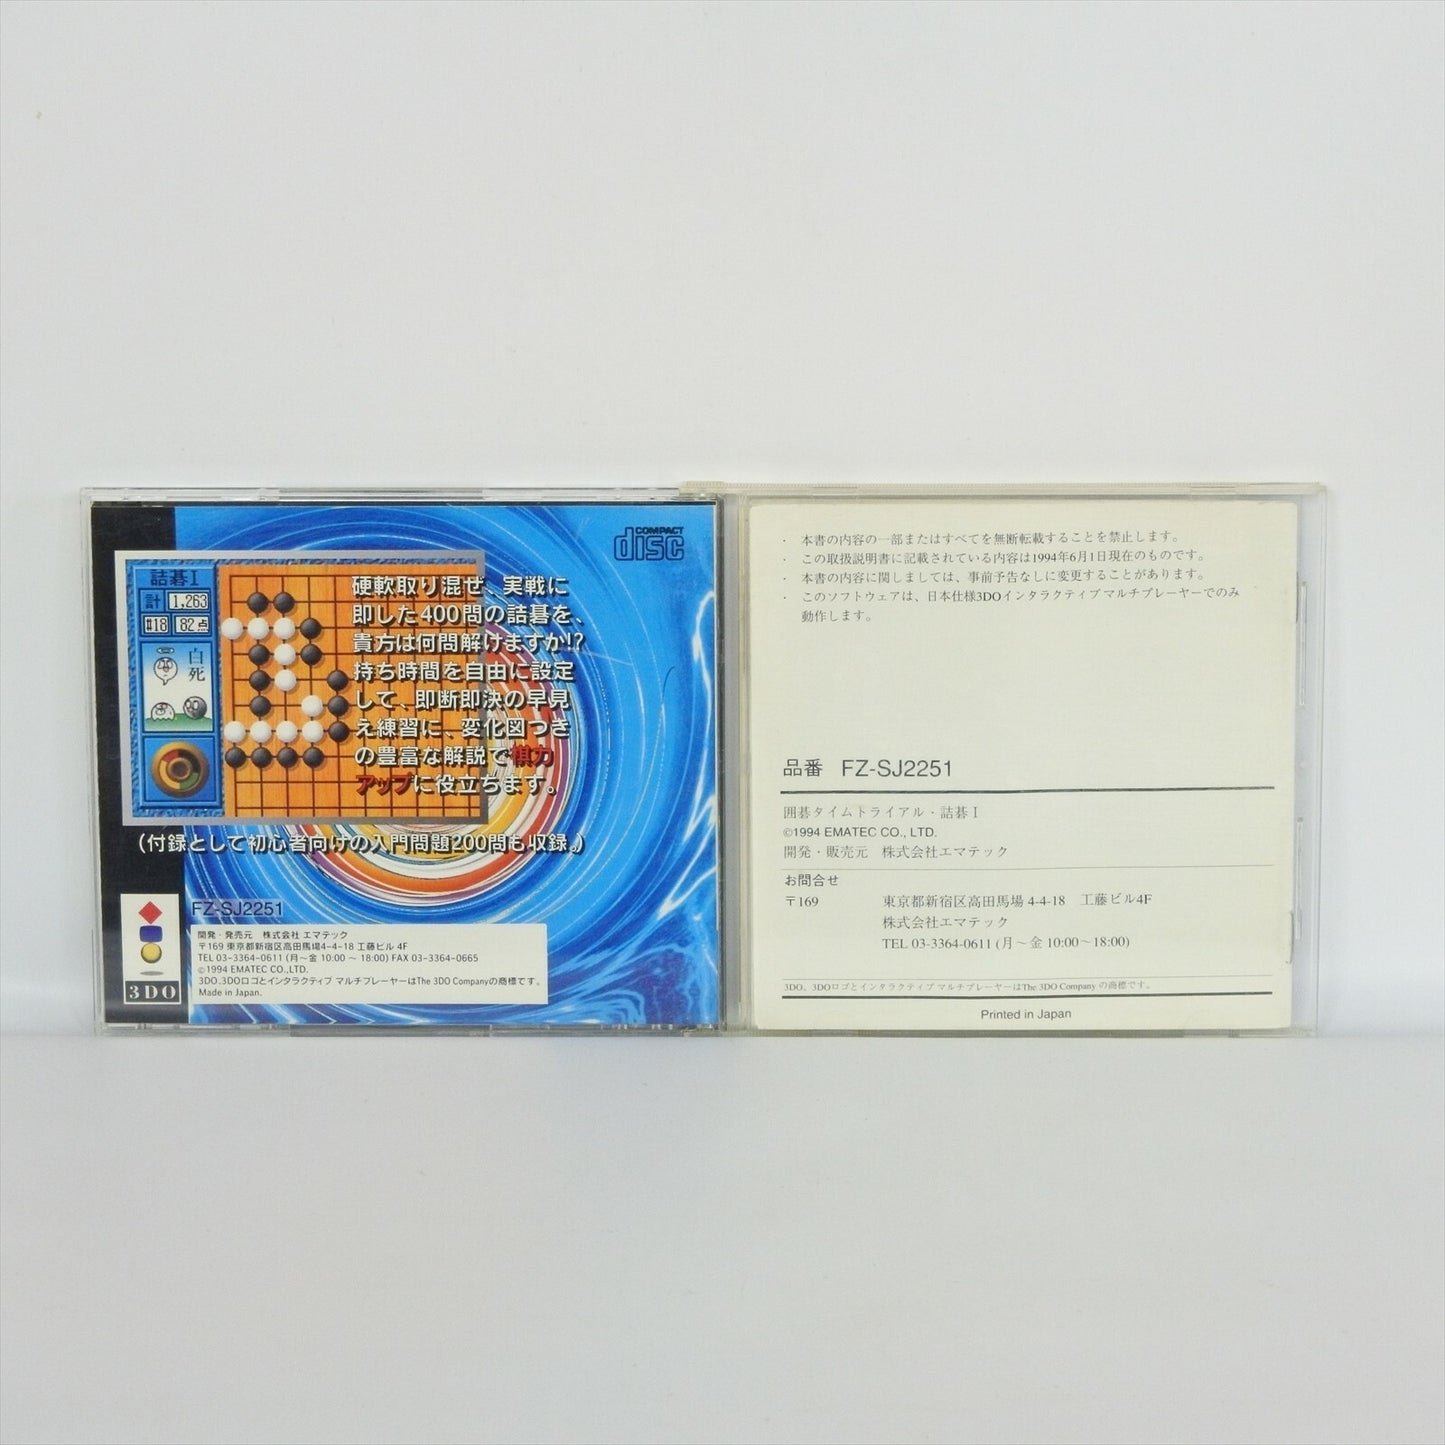 COMPACT
disc
詰碁Ⅰ
計 1,263
#18 82点
白死
硬軟取り混ぜ、実戦に
即した400問の詰碁を、
貴方は何問解けますか!?
持ち時間を自由に設定
して、即断即決の早見
え練習に、変化図つき
の豊富な解説で棋力
アップに役立ちます。
(付録として初心者向けの入門問題200問も収録。)
FZ-SJ2251
開発・発売元 株式会社 エマテック
〒169 東京都新宿区高田馬場4-4-18 工藤ビル 4F
TEL 03-3364-0611 (月～金 10:00 ～ 18:00) FAX 03-3364-0665
©1994 EMATEC CO.,LTD.
3DO、3DOロゴとインタラクティブ マルチプレーヤーはThe 3DO Companyの商標です。
Made in Japan.
3DO
・ 本書の内容の一部またはすべてを無断転載することを禁止します。
・ この取扱説明書に記載されている内容は1994年6月1日現在のものです。
・ 本書の内容に関しましては、事前予告なしに変更することがあります。
・ このソフトウェアは、日本仕様3DOインタラクティブ マルチプレーヤーでのみ
動作します。
品番 FZ-SJ2251
囲碁タイムトライアル・詰碁Ⅰ
©1994 EMATEC CO., LTD.
開発・販売元 株式会社エマテック
お問合せ
〒169 東京都新宿区高田馬場 4-4-18 工藤ビル4F
株式会社エマテック
TEL 03-3364-0611 (月～金 10:00～18:00)
3DO、3DOロゴとインタラクティブ マルチプレーヤーはThe 3DO Company の商標です。
Printed in Japan